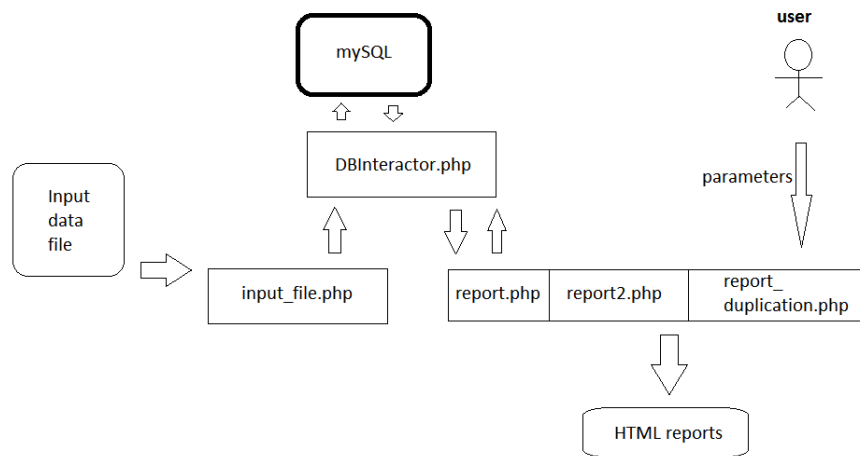 user
mySQL
DBInteractor.php
parameters
Input
data
file
input_file.php
report.php
report2.php
report_
duplication.php
HTML reports